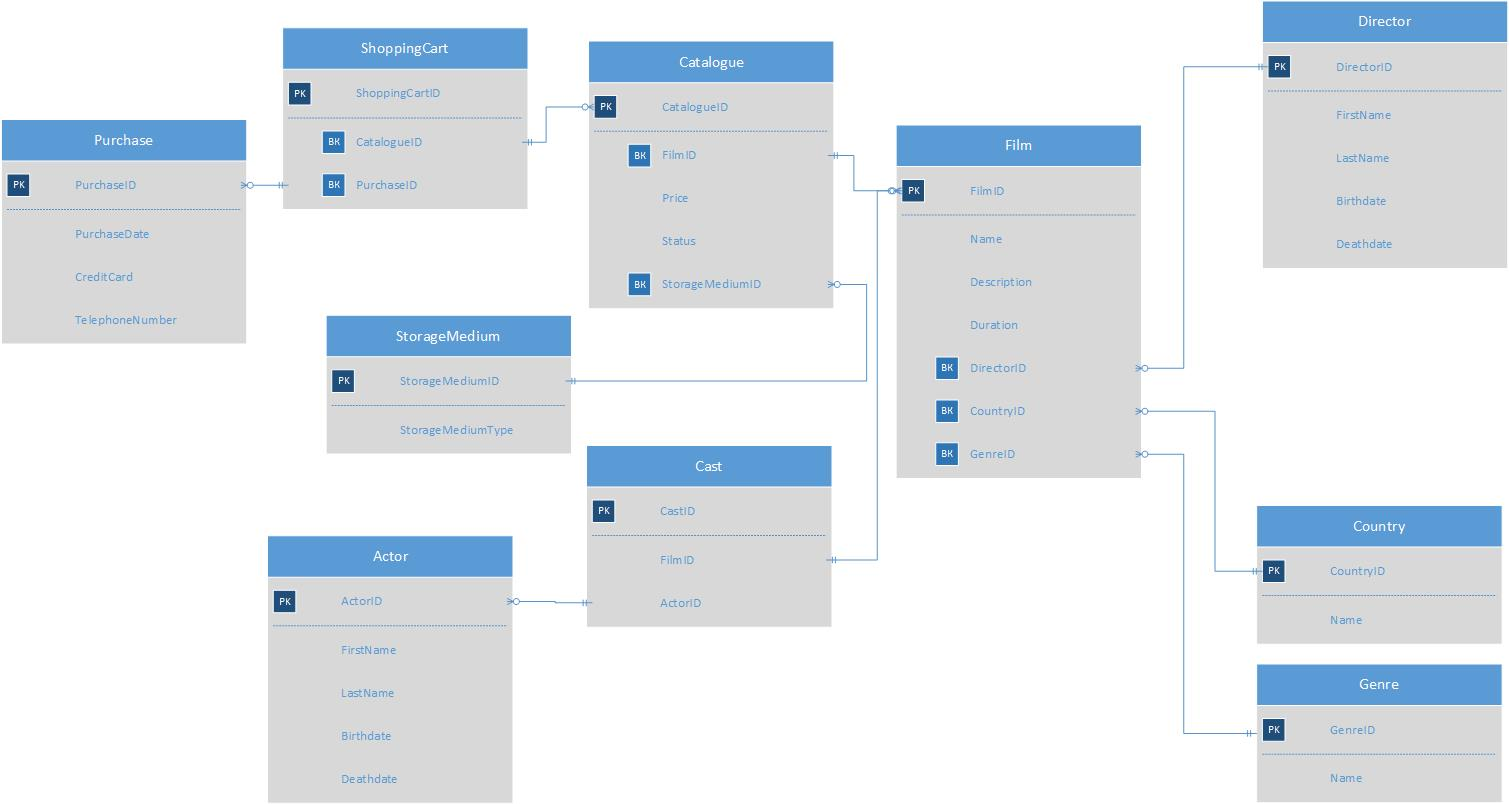 Purchase
PK PurchaseID
PurchaseDate
CreditCard
TelephoneNumber
ShoppingCart
PK ShoppingCartID
BK CatalogueID
BK PurchaseID
Catalogue
PK CatalogueID
BK FilmID
Price
Status
BK StorageMediumID
StorageMedium
PK StorageMediumID
StorageMediumType
Cast
PK CastID
FilmID
ActorID
Actor
PK ActorID
FirstName
LastName
Birthdate
Deathdate
Film
PK FilmID
Name
Description
Duration
BK DirectorID
BK CountryID
BK GenreID
Director
PK DirectorID
FirstName
LastName
Birthdate
Deathdate
Country
PK CountryID
Name
Genre
PK GenreID
Name